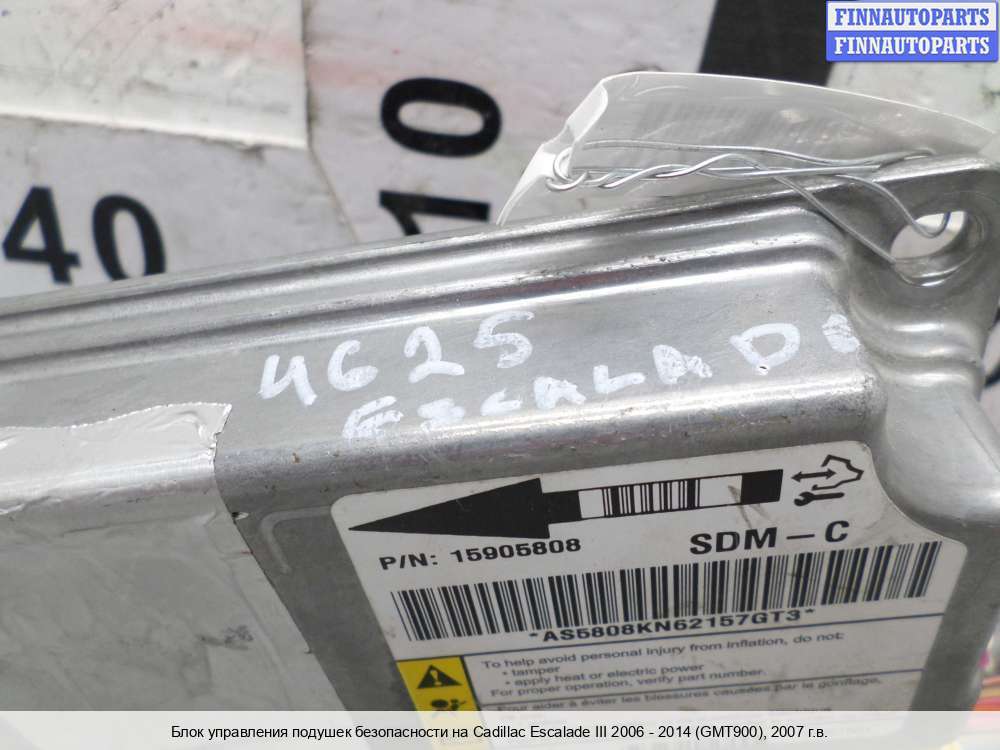 FINNAUTOPARTS
FINNAUTOPARTS
10
40
4625
ESCALADE
P/N: 15905808
SDM-C
*AS5808KN62157GT3*
To help avoid personal injury from inflation, do not:
• tamper
• apply heat or electric power
For proper operation, verify part number.
Pour aider à éviter les blessures causées par le gonflage,
Блок управления подушек безопасности на Cadillac Escalade III 2006 - 2014 (GMT900), 2007 г.в.